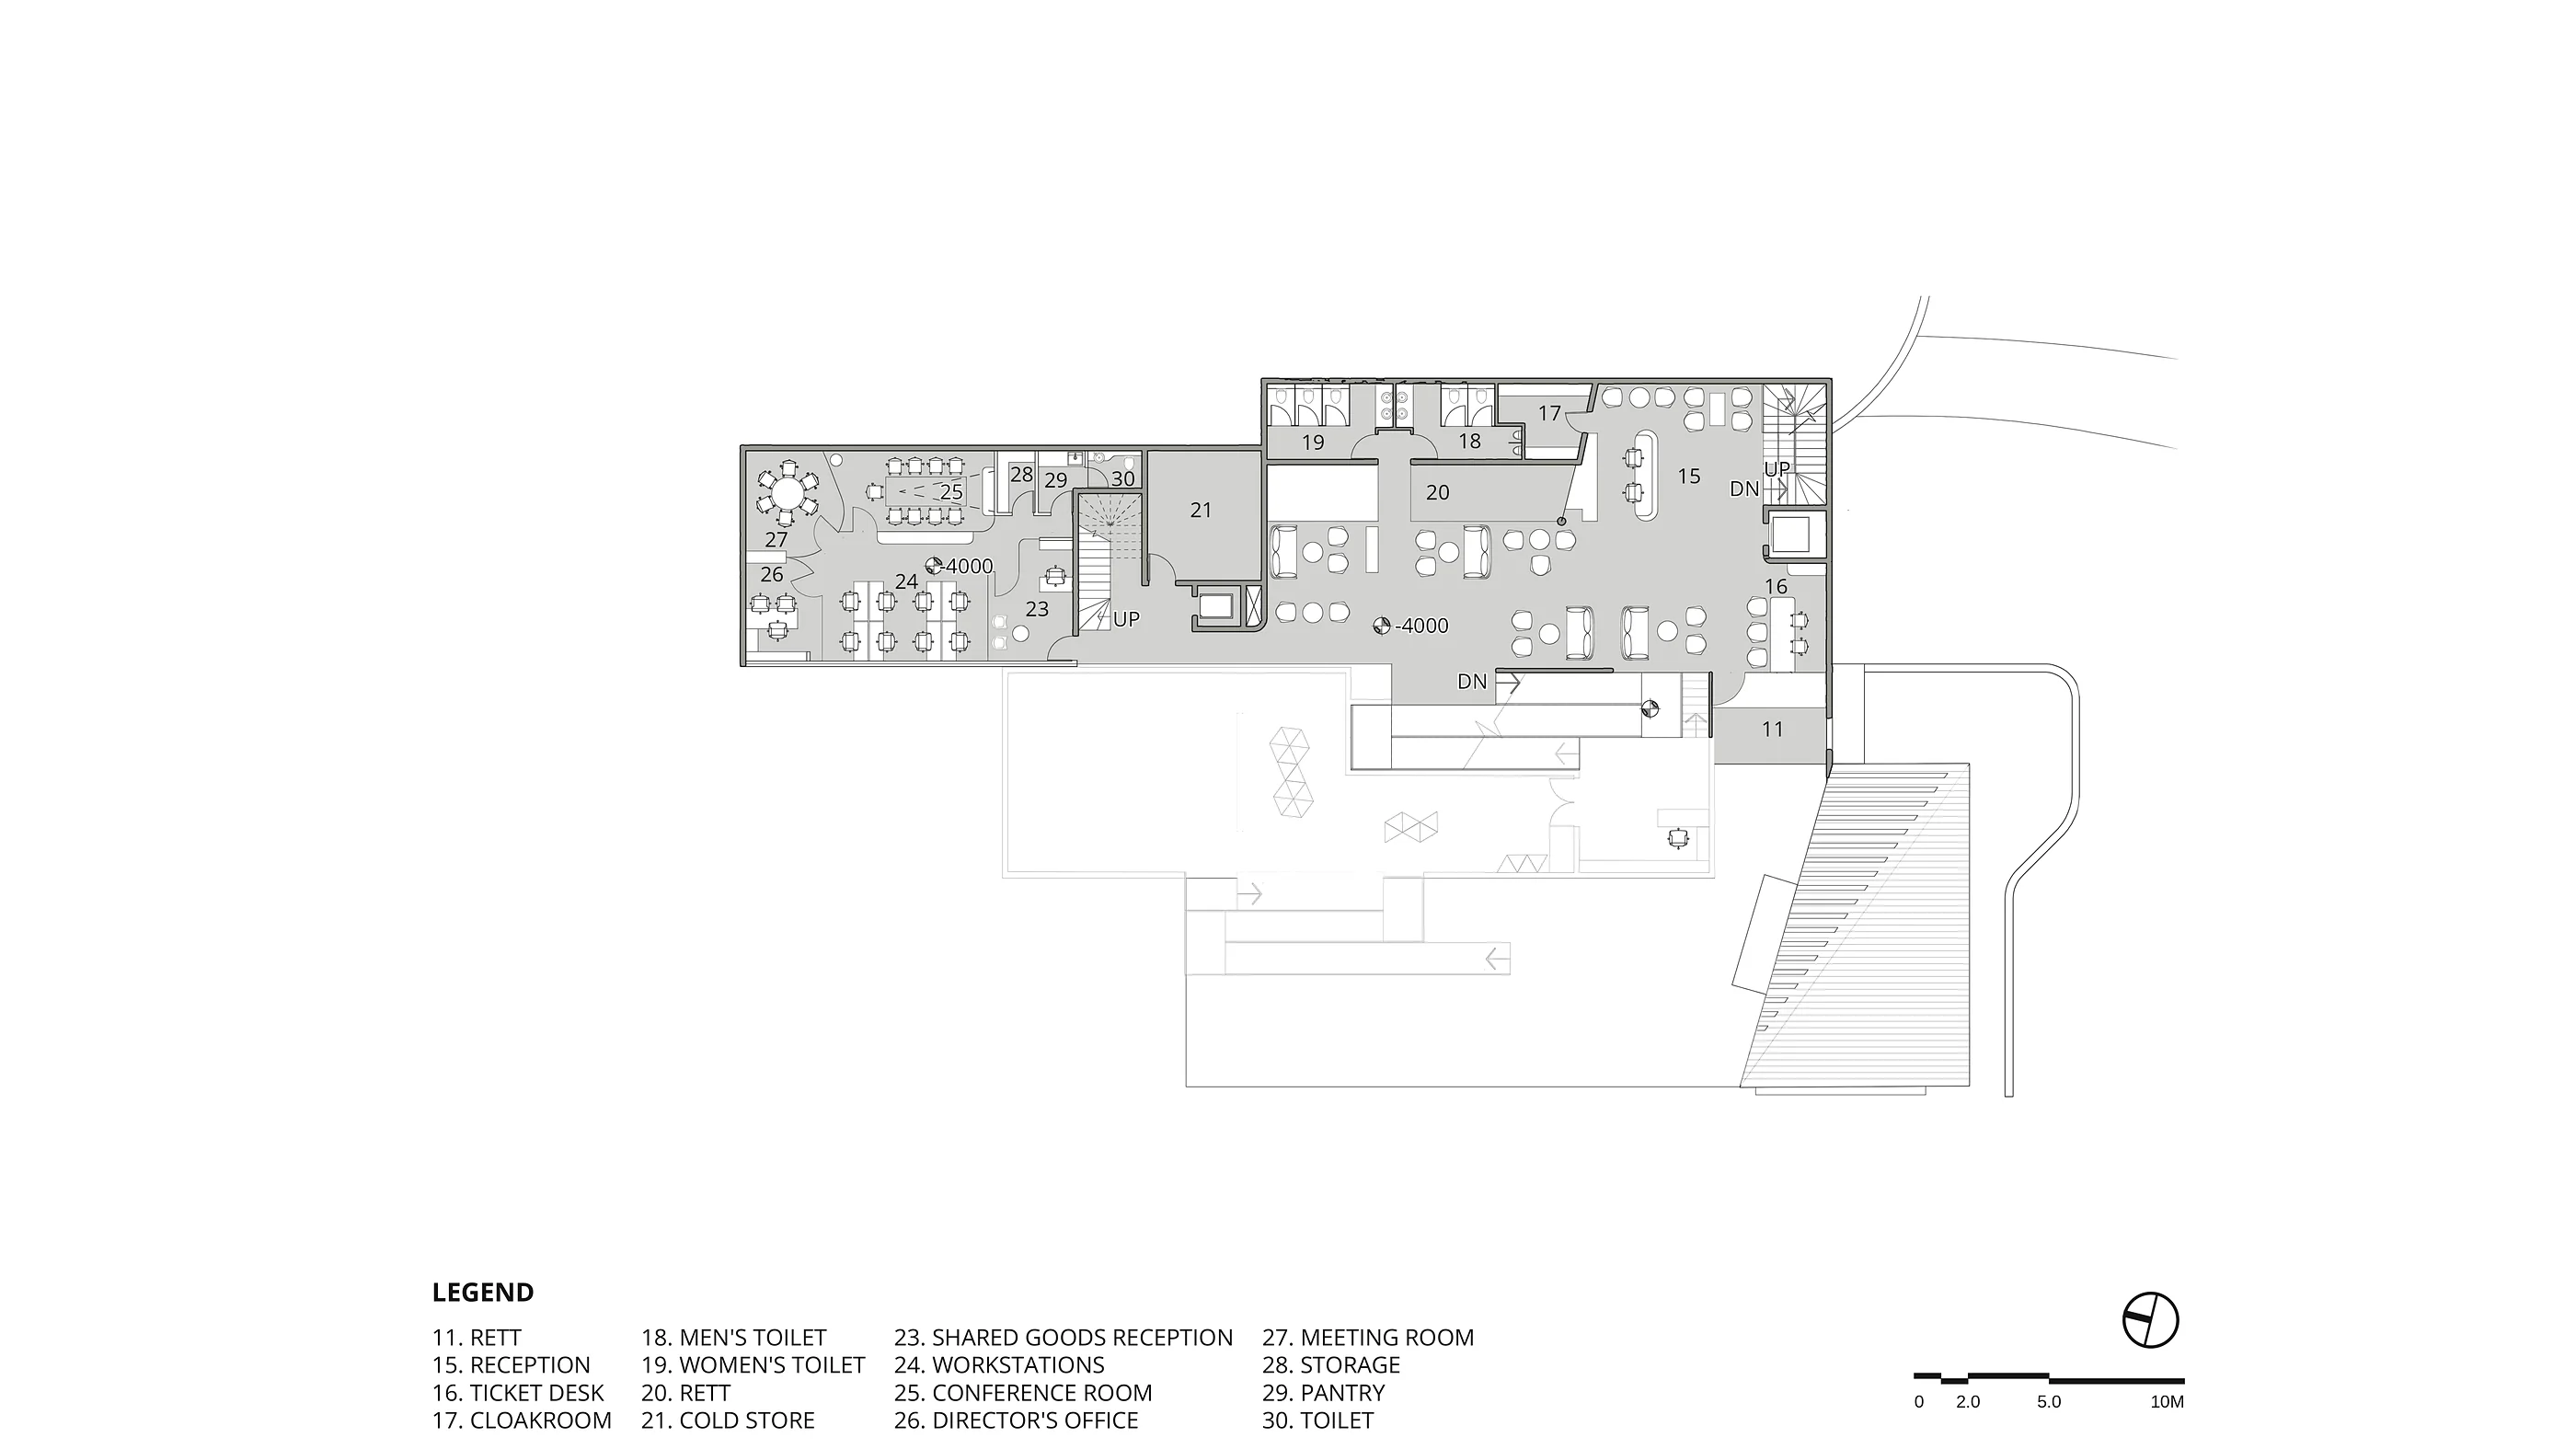 17
19
18
15
UP
DN
28
29
30
25
20
21
27
26
-4000
24
16
23
UP
-4000
DN
11
LEGEND
11. RETT
15. RECEPTION
16. TICKET DESK
17. CLOAKROOM
18. MEN'S TOILET
19. WOMEN'S TOILET
20. RETT
21. COLD STORE
23. SHARED GOODS RECEPTION
24. WORKSTATIONS
25. CONFERENCE ROOM
26. DIRECTOR'S OFFICE
27. MEETING ROOM
28. STORAGE
29. PANTRY
30. TOILET
0 2.0 5.0 10M